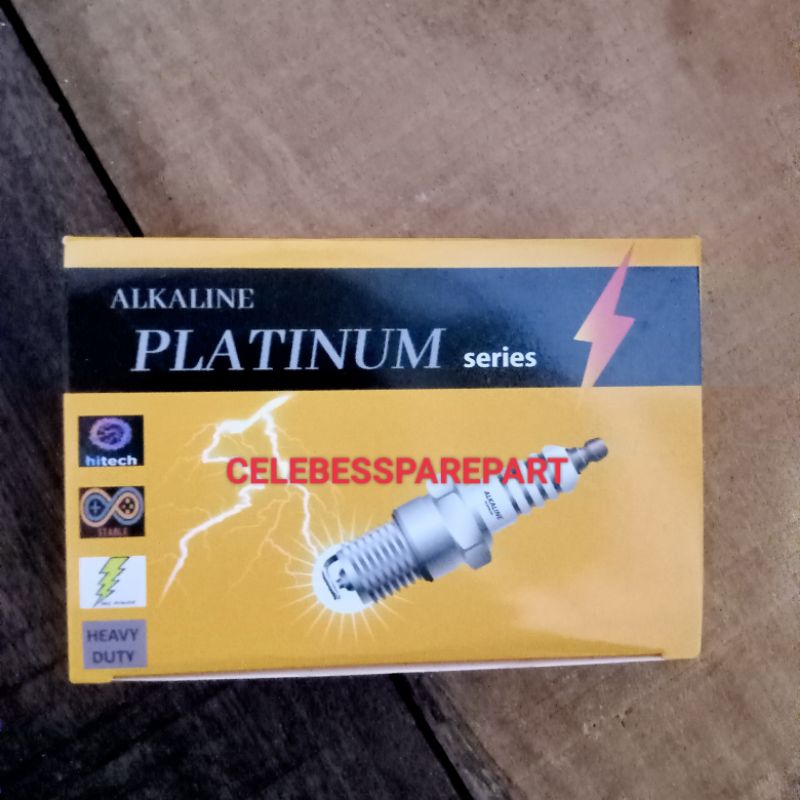 ALKALINE
PLATINUM series
hitech
CELEBESSPAREPART
ALKALINE
STABLE
HEAVY
DUTY